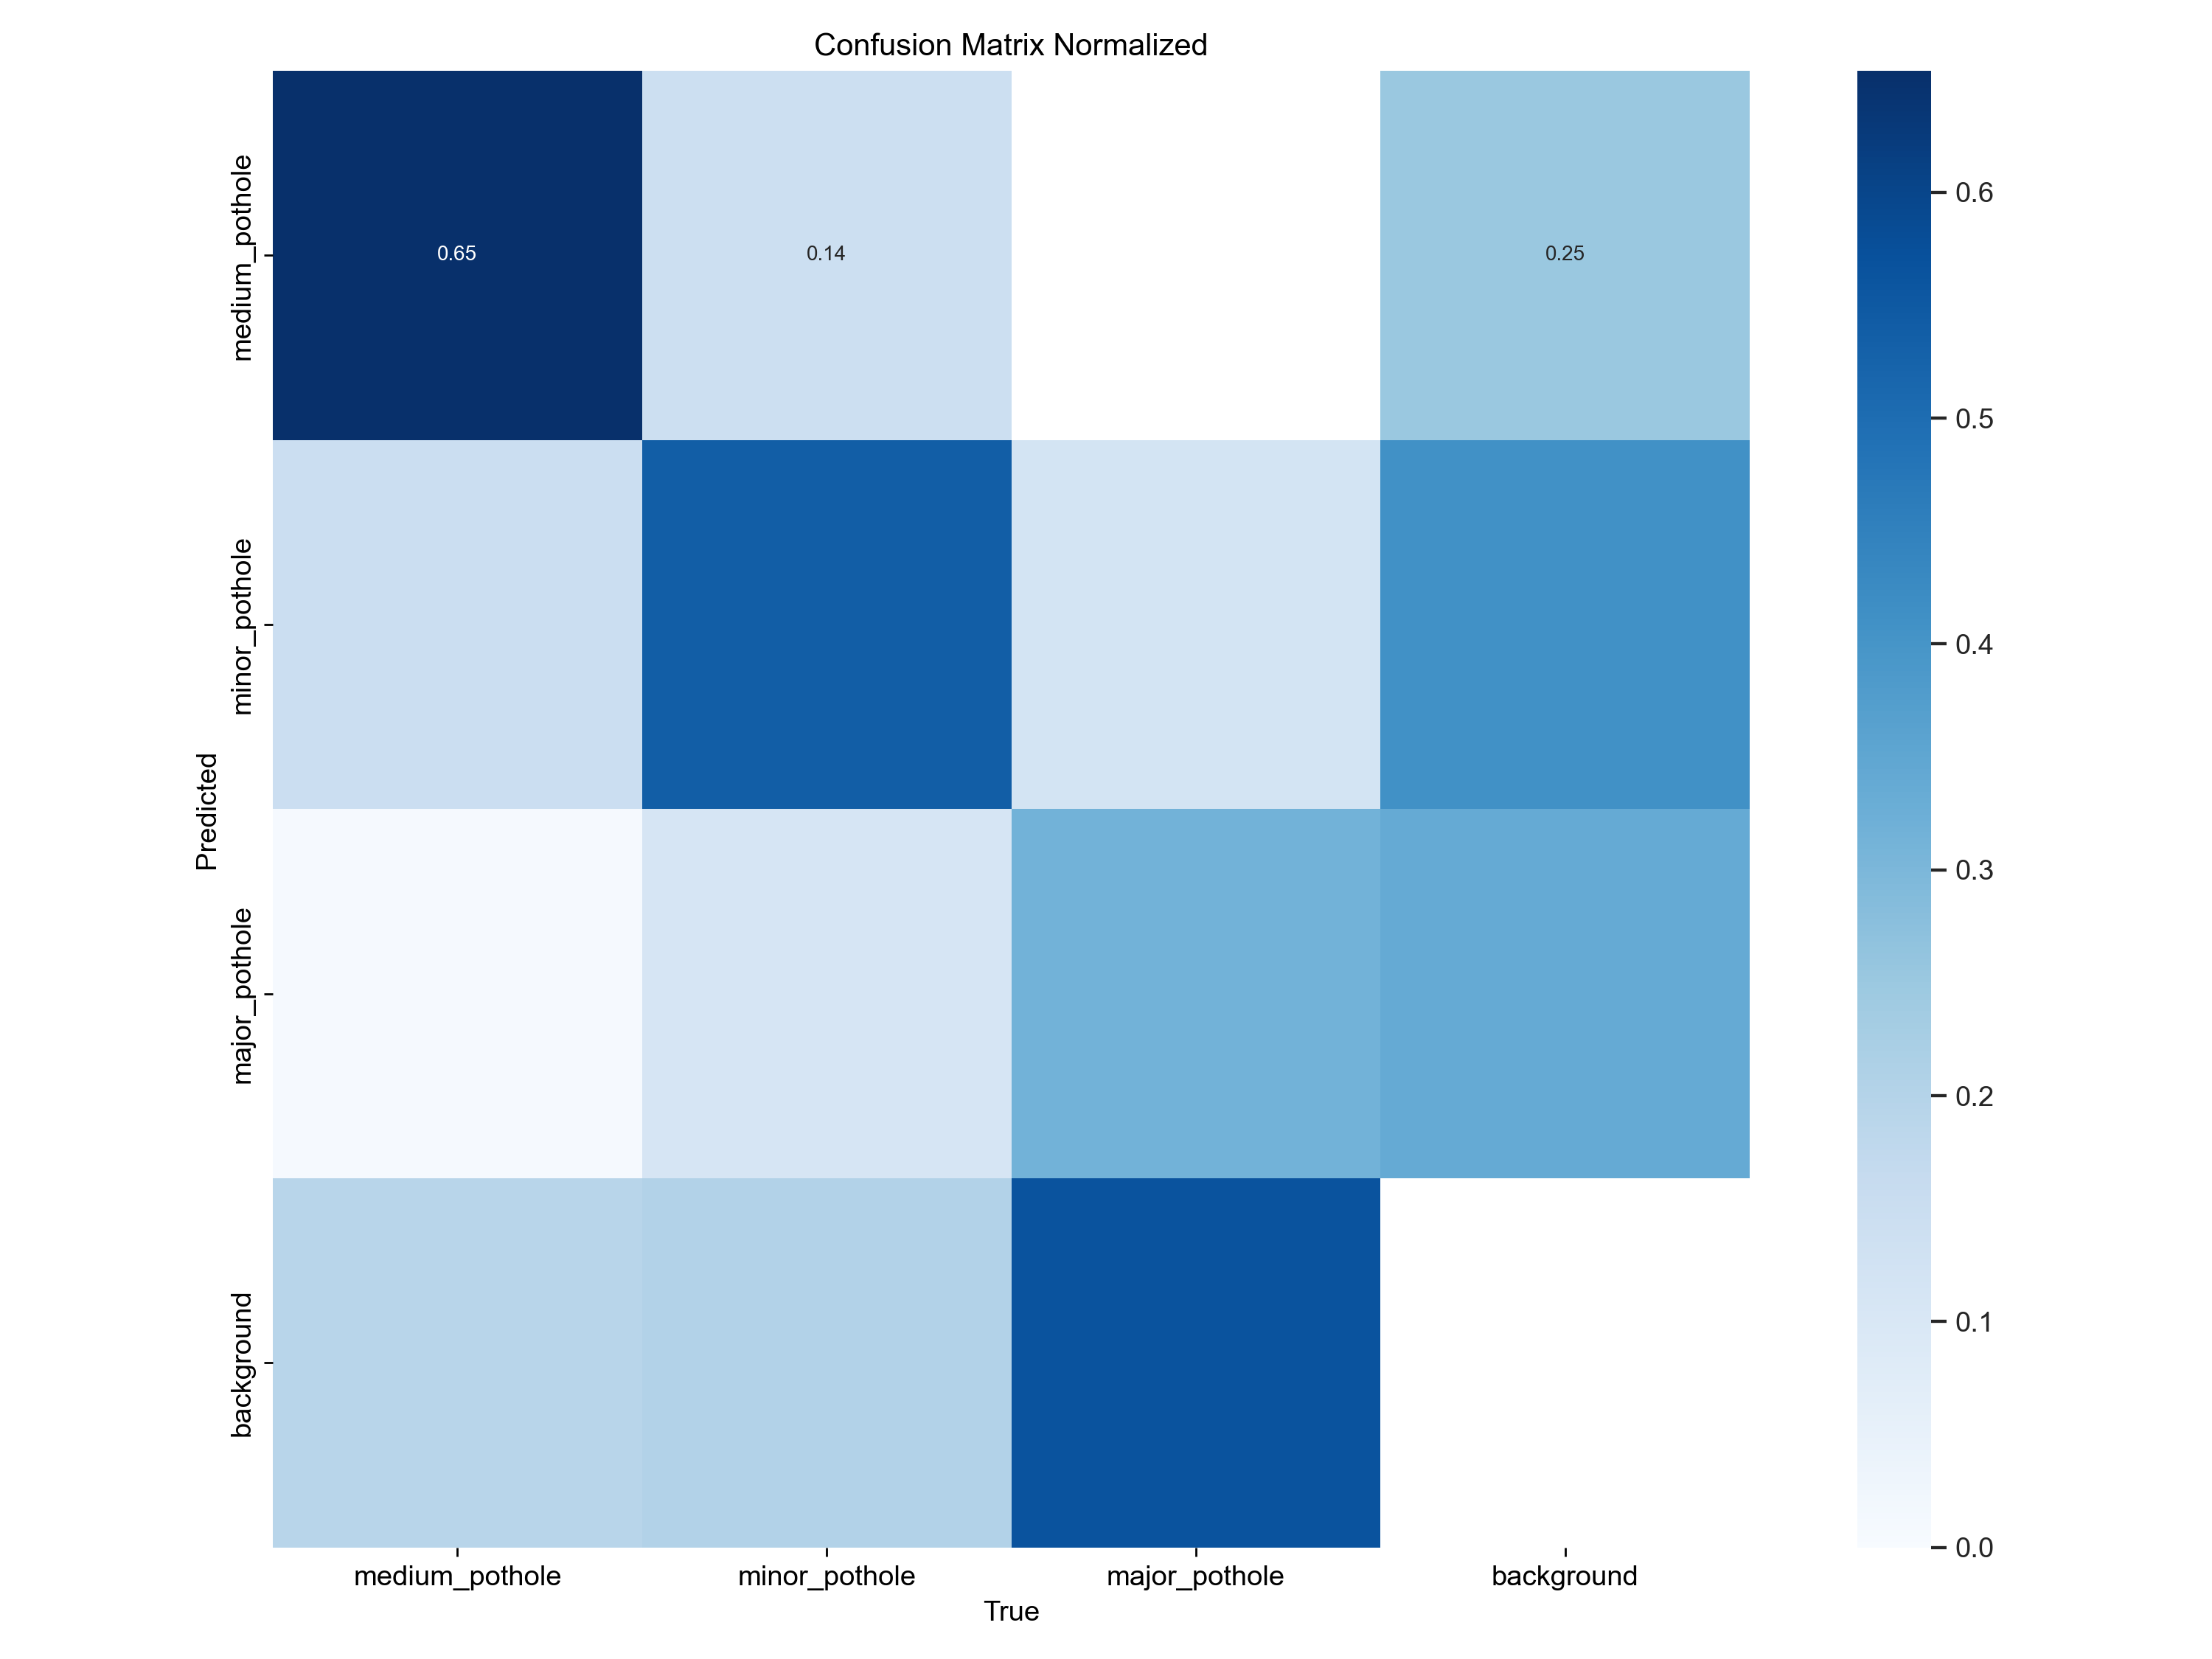 Confusion Matrix Normalized
medium_pothole
0.65
0.14
0.25
minor_pothole
major_pothole
background
Predicted
medium_pothole
minor_pothole
major_pothole
background
True
0.6
0.5
0.4
0.3
0.2
0.1
0.0